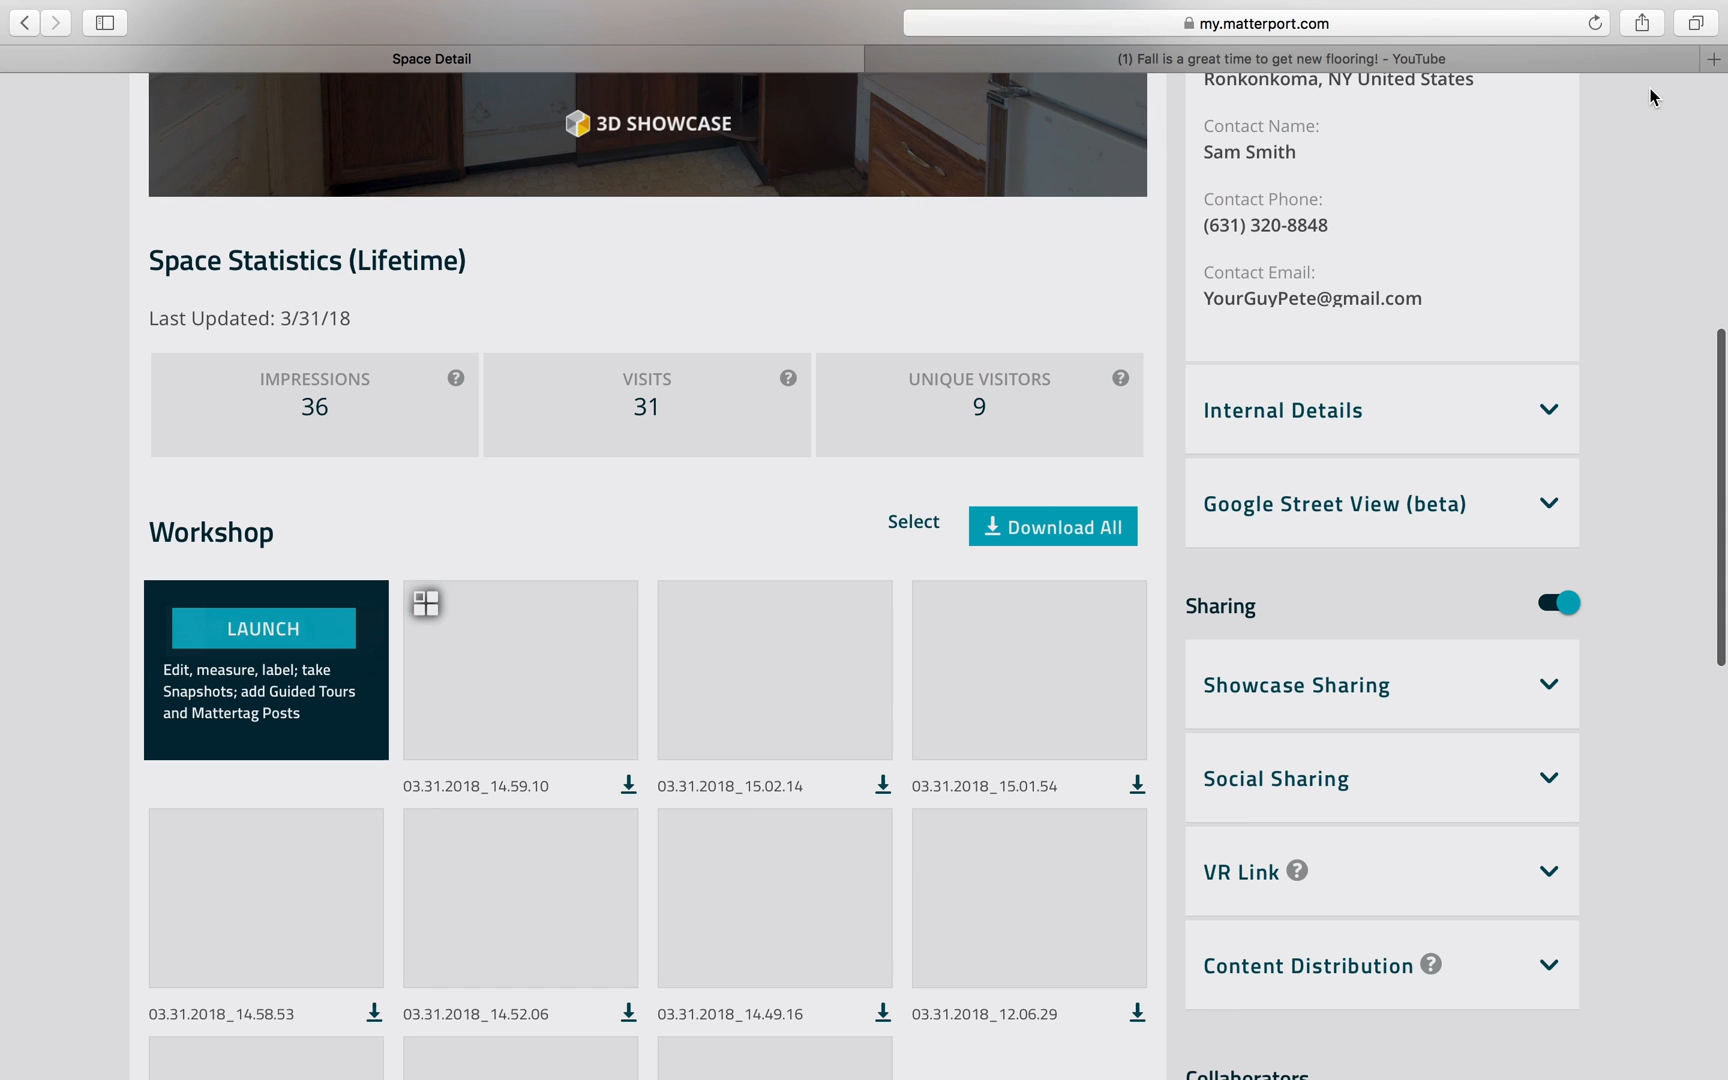 my.matterport.com
Space Detail
(1) Fall is a great time to get new flooring! - YouTube
3D SHOWCASE
Space Statistics (Lifetime)
Last Updated: 3/31/18
IMPRESSIONS
36
VISITS
31
UNIQUE VISITORS
9
Workshop
Select
Download All
LAUNCH
Edit, measure, label; take
Snapshots; add Guided Tours
and Mattertag Posts
03.31.2018_14.59.10
03.31.2018_15.02.14
03.31.2018_15.01.54
03.31.2018_14.58.53
03.31.2018_14.52.06
03.31.2018_14.49.16
03.31.2018_12.06.29
Ronkonkoma, NY United States
Contact Name:
Sam Smith
Contact Phone:
(631) 320-8848
Contact Email:
YourGuyPete@gmail.com
Internal Details
Google Street View (beta)
Sharing
Showcase Sharing
Social Sharing
VR Link
Content Distribution
Collaborators